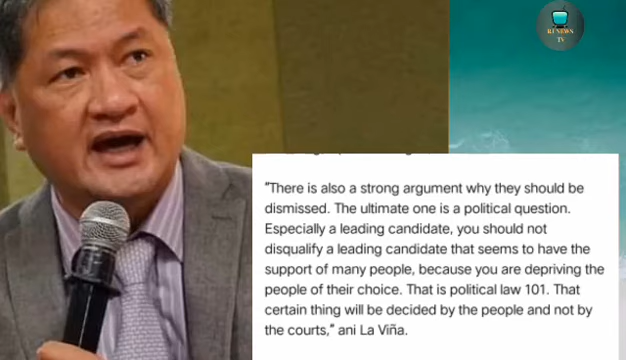 RJ NEWS
TV
"There is also a strong argument why they should be
dismissed. The ultimate one is a political question.
Especially a leading candidate, you should not
disqualify a leading candidate that seems to have the
support of many people, because you are depriving the
people of their choice. That is political law 101. That
certain thing will be decided by the people and not by
the courts," ani La Viña.